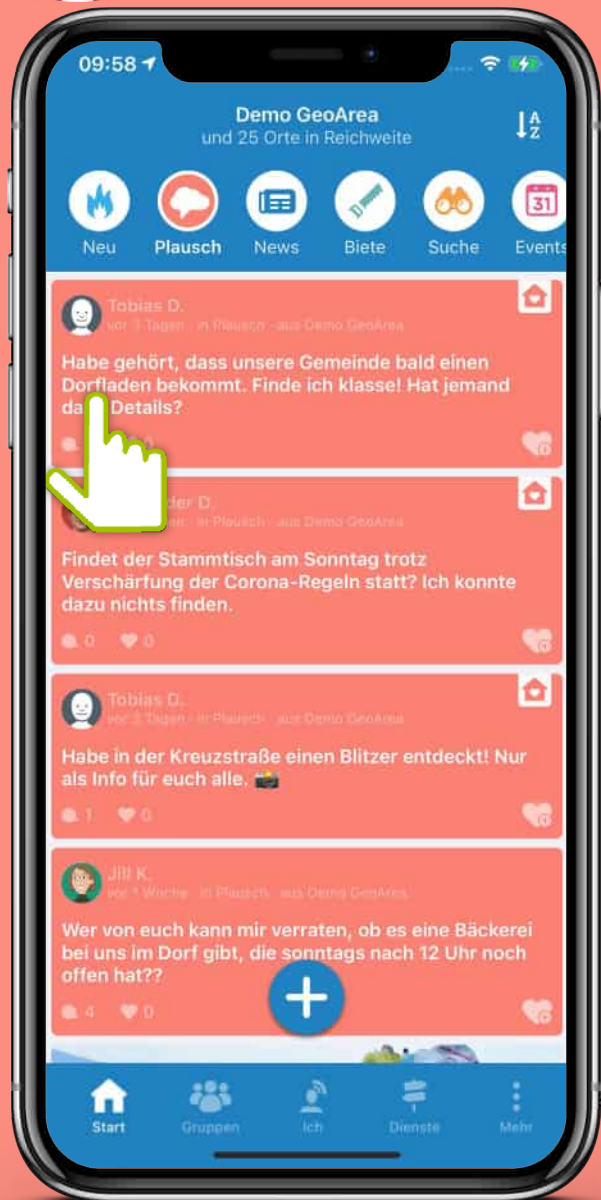 09:58
Demo GeoArea
und 25 Orte in Reichweite
A
Z
31
Neu Plausch News Biete Suche Events
Tobias D.
vor 3 Tagen · in Plausch · aus Demo GeoArea
Habe gehört, dass unsere Gemeinde bald einen
Dorfladen bekommt. Finde ich klasse! Hat jemand
Details?
0
der D.
in Plausch · aus Demo GeoArea
Findet der Stammtisch am Sonntag trotz
Verschärfung der Corona-Regeln statt? Ich konnte
dazu nichts finden.
0 0
Tobias D.
vor 3 Tagen · in Plausch · aus Demo GeoArea
Habe in der Kreuzstraße einen Blitzer entdeckt! Nur
als Info für euch alle. 📸
1 0
Jill K.
vor 1 Woche · in Plausch · aus Demo GeoArea
Wer von euch kann mir verraten, ob es eine Bäckerei
bei uns im Dorf gibt, die sonntags nach 12 Uhr noch
offen hat??
4 0
Start Gruppen Ich Dienste Mehr